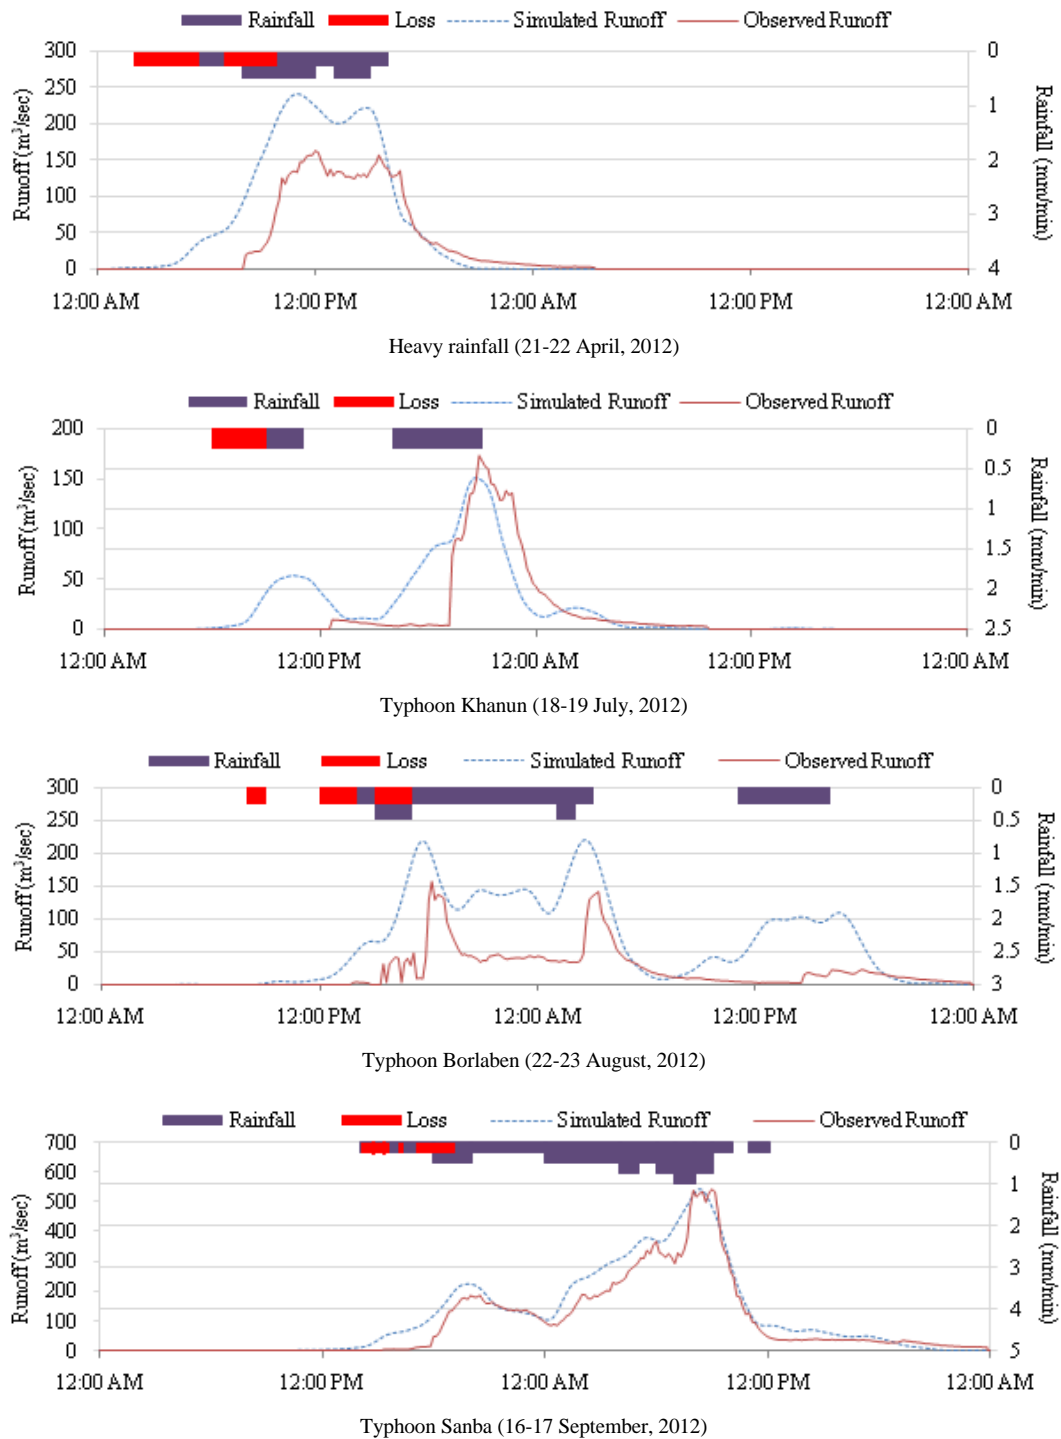 Rainfall Loss Simulated Runoff Observed Runoff
300 0
250
200 1
150 2
100
50 3
0 4
Runoff (m³/sec)
Rainfall (mm/min)
12:00 AM 12:00 PM 12:00 AM 12:00 PM 12:00 AM
Heavy rainfall (21-22 April, 2012)
Rainfall Loss Simulated Runoff Observed Runoff
200 0
0.5
150
1
100
1.5
50 2
0 2.5
Runoff (m³/sec)
Rainfall (mm/min)
12:00 AM 12:00 PM 12:00 AM 12:00 PM 12:00 AM
Typhoon Khanun (18-19 July, 2012)
Rainfall Loss Simulated Runoff Observed Runoff
300 0
250 0.5
200 1
150 1.5
100 2
50 2.5
0 3
Runoff (m³/sec)
Rainfall (mm/min)
12:00 AM 12:00 PM 12:00 AM 12:00 PM 12:00 AM
Typhoon Borlaben (22-23 August, 2012)
Rainfall Loss Simulated Runoff Observed Runoff
700 0
600
500 1
400 2
300 3
200
100 4
0 5
Runoff (m³/sec)
Rainfall (mm/min)
12:00 AM 12:00 PM 12:00 AM 12:00 PM 12:00 AM
Typhoon Sanba (16-17 September, 2012)